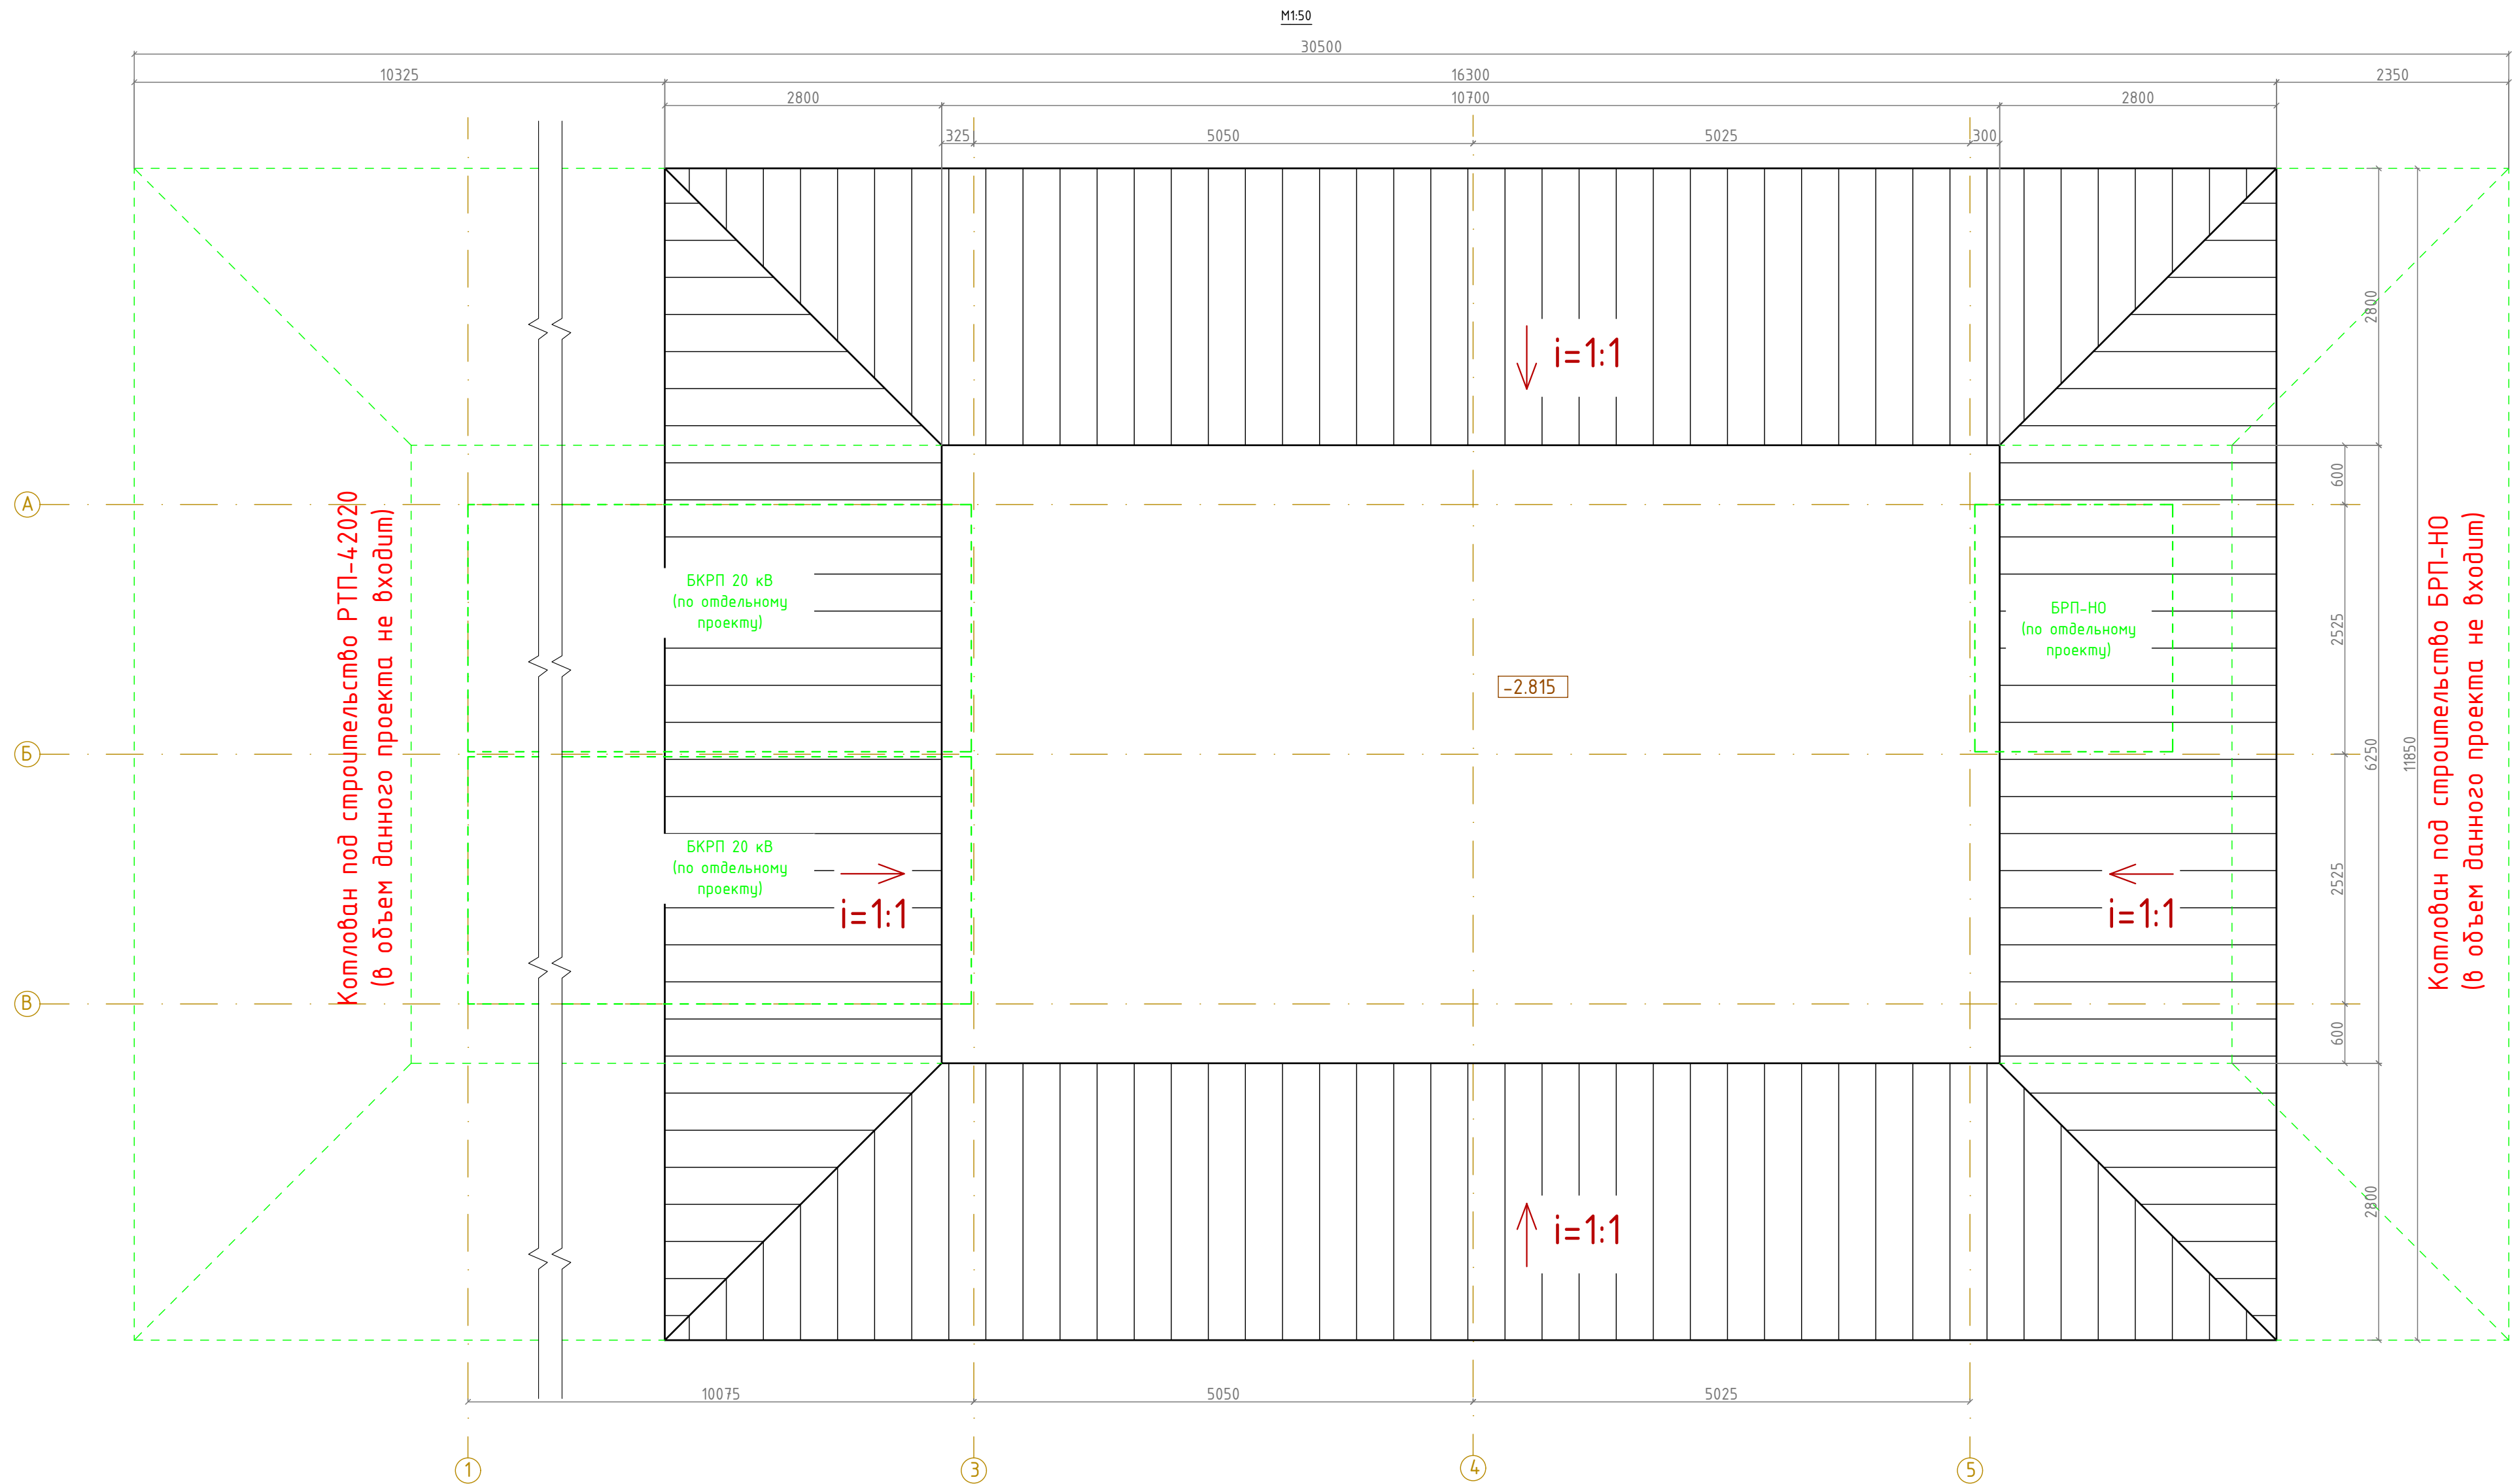 М1:50
30500
10325
16300
2350
2800
10700
2800
325
5050
5025
300
i=1:1
2800
А
600
Котлован под строительство РТП-42020
(в объем данного проекта не входит)
БКРП 20 кВ
(по отдельному
проекту)
БРП-НО
(по отдельному
проекту)
2525
Котлован под строительство БРП-НО
(в объем данного проекта не входит)
-2.815
Б
6250
11850
БКРП 20 кВ
(по отдельному
проекту)
i=1:1
i=1:1
2525
В
600
i=1:1
2800
10075
5050
5025
1
3
4
5